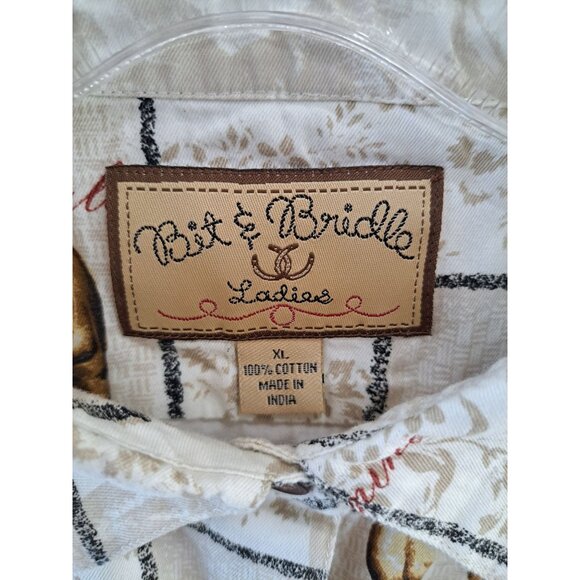 Bit & Bridle
Ladies
XL
100% COTTON
MADE IN
INDIA